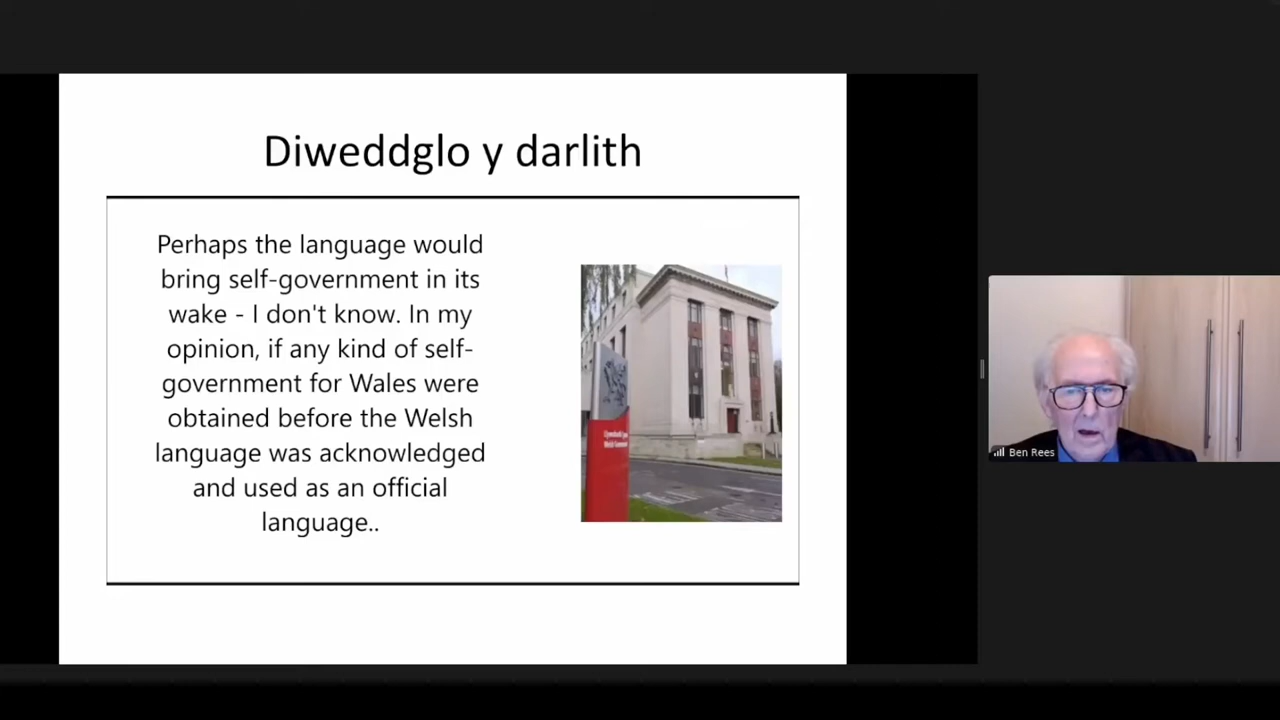 Diweddglo y darlith
Perhaps the language would
bring self-government in its
wake - I don't know. In my
opinion, if any kind of self-
government for Wales were
obtained before the Welsh
language was acknowledged
and used as an official
language..
Welsh Government
Ben Rees